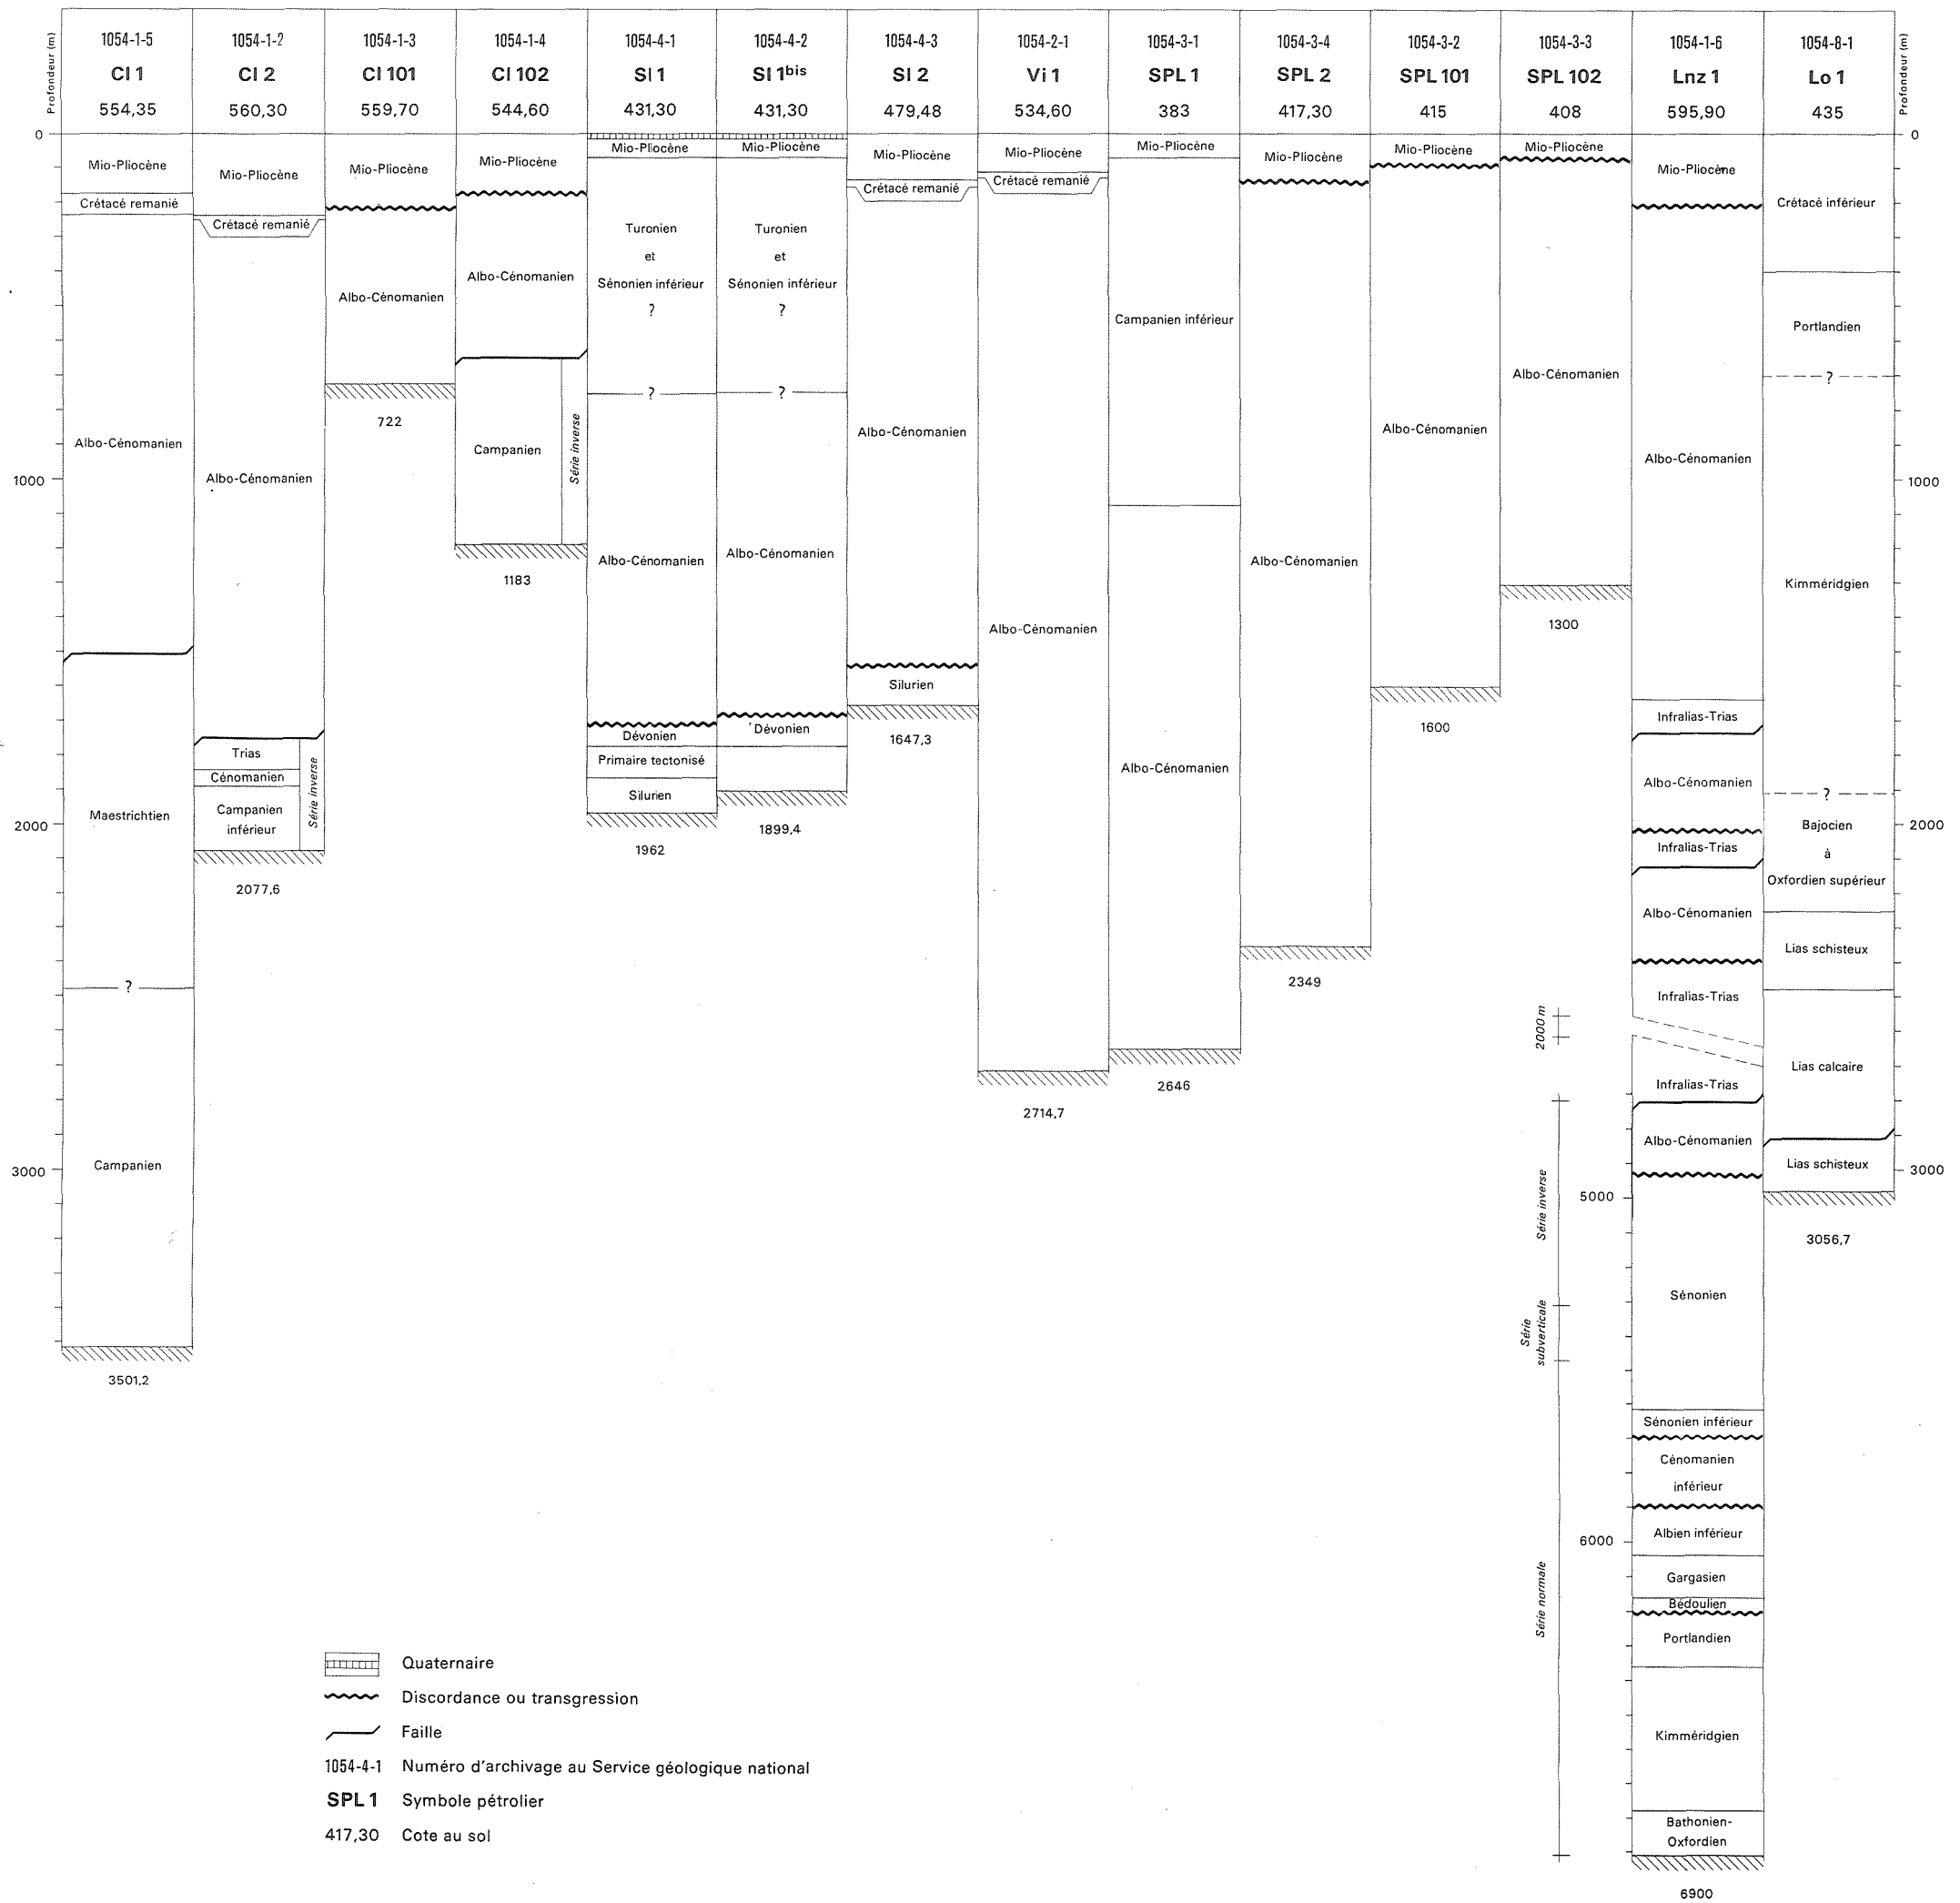 Profondeur (m)
1054-1-5 1054-1-2 1054-1-3 1054-1-4 1054-4-1 1054-4-2 1054-4-3 1054-2-1 1054-3-1 1054-3-4 1054-3-2 1054-3-3 1054-1-6 1054-8-1
Cl 1 Cl 2 Cl 101 Cl 102 Sl 1 Sl 1bis Sl 2 Vi 1 SPL 1 SPL 2 SPL 101 SPL 102 Lnz 1 Lo 1
554,35 560,30 559,70 544,60 431,30 431,30 479,48 534,60 383 417,30 415 408 595,90 435
Profondeur (m)
0
1000
2000
3000
Mio-Pliocène
Crétacé remanié
Albo-Cénomanien
Maestrichtien
?
Campanien
3501,2
Mio-Pliocène
Crétacé remanié
Albo-Cénomanien
Trias
Cénomanien
Campanien
inférieur
Série inverse
2077,6
Mio-Pliocène
Albo-Cénomanien
722
Mio-Pliocène
Albo-Cénomanien
Campanien
Série inverse
1183
Mio-Pliocène
Turonien
et
Sénonien inférieur
?
?
Albo-Cénomanien
Dévonien
Primaire tectonisé
Silurien
1962
Mio-Pliocène
Turonien
et
Sénonien inférieur
?
?
Albo-Cénomanien
Dévonien
1899,4
Mio-Pliocène
Crétacé remanié
Albo-Cénomanien
Silurien
1647,3
Mio-Pliocène
Crétacé remanié
Albo-Cénomanien
2714,7
Mio-Pliocène
Campanien inférieur
Albo-Cénomanien
2646
Mio-Pliocène
Albo-Cénomanien
2349
Mio-Pliocène
Albo-Cénomanien
1600
Mio-Pliocène
Albo-Cénomanien
1300
2000 m
Série inverse
Série
subverticale
Série normale
5000
6000
Mio-Pliocène
Albo-Cénomanien
Infralias-Trias
Albo-Cénomanien
Infralias-Trias
Albo-Cénomanien
Infralias-Trias
Infralias-Trias
Albo-Cénomanien
Sénonien
Sénonien inférieur
Cénomanien
inférieur
Albien inférieur
Gargasien
Bédoulien
Portlandien
Kimméridgien
Bathonien-
Oxfordien
6900
Crétacé inférieur
Portlandien
?
Kimméridgien
?
Bajocien
à
Oxfordien supérieur
Lias schisteux
Lias calcaire
Lias schisteux
3056,7
0
1000
2000
3000
Quaternaire
Discordance ou transgression
Faille
1054-4-1 Numéro d'archivage au Service géologique national
SPL 1 Symbole pétrolier
417,30 Cote au sol